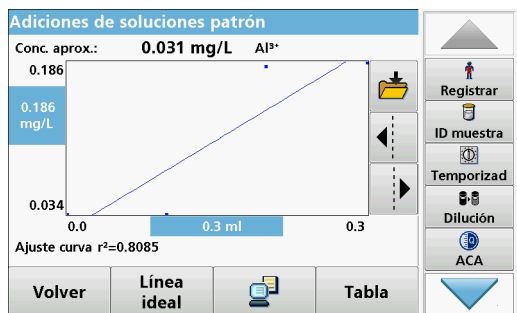 Adiciones de soluciones patrón
Conc. aprox.: 0.031 mg/L Al³⁺
0.186
0.186
mg/L
0.034
0.0 0.3 ml 0.3
Ajuste curva r²=0.8085
Volver
Línea
ideal
Tabla
Registrar
ID muestra
Temporizad
Dilución
ACA